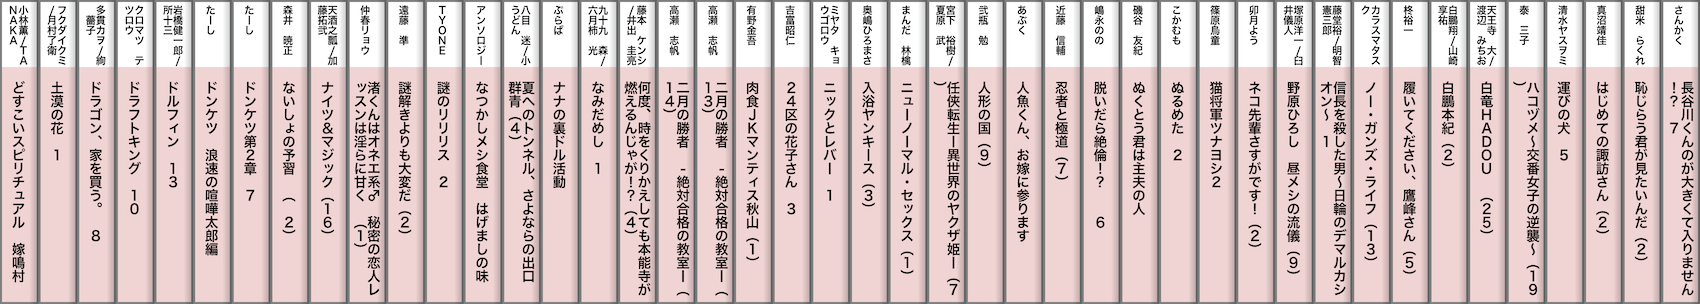 さんかく
長谷川くんのが大きくて入りません
！？　７
甜米　らくれ
恥じらう君が見たいんだ（２）
真沼靖佳
はじめての諏訪さん（２）
清水ヤスヲミ
運びの犬　５
泰　三子
ハコヅメ～交番女子の逆襲～（１９
）
天王寺　大／
渡辺　みちお
白竜ＨＡＤＯＵ　（２５）
白鵬翔／山崎
享祐
白鵬本紀（２）
柊裕一
履いてください、鷹峰さん（５）
カラスマタス
ク
ノー・ガンズ・ライフ（１３）
藤堂裕／明智
憲三郎
信長を殺した男～日輪のデマルカシ
オン～　１
塚原洋一／臼
井儀人
野原ひろし　昼メシの流儀（９）
卯月よう
ネコ先輩さすがです！（２）
篠原烏童
猫将軍ツナヨシ２
こかむも
ぬるめた　２
磯谷　友紀
ぬくとう君は主夫の人
嶋永のの
脱いだら絶倫！？　６
近藤　信輔
忍者と極道（７）
あぶく
人魚くん、お嫁に参ります
弐瓶　勉
人形の国（９）
宮下　裕樹／
夏原　武
任侠転生ー異世界のヤクザ姫ー（７
）
まんだ　林檎
ニューノーマル・セックス（１）
奥嶋ひろまさ
入浴ヤンキース（３）
ミヤタ　キョ
ウゴロウ
ニックとレバー　１
吉富昭仁
２４区の花子さん　３
有野金吾
肉食ＪＫマンティス秋山（１）
高瀬　志帆
二月の勝者　－絶対合格の教室ー（
１３）
高瀬　志帆
二月の勝者　－絶対合格の教室ー（
１４）
藤本　ケンシ
／井出　圭亮
何度、時をくりかえしても本能寺が
燃えるんじゃが！？（４）
九十九　森／
六月柿　光
なみだめし　１
ぶらぱ
ナナの裏ドル活動
八目　迷／小
うどん
夏へのトンネル、さよならの出口
群青（４）
アンソロジー
なつかしメシ食堂　はげましの味
ＴＹＯＮＥ
謎のリリリス　２
遠藤　準
謎解きよりも大変だ（２）
仲春リョウ
渚くんはオネエ系♂　秘密の恋人レ
ッスンは淫らに甘く　（１）
天酒之瓢／加
藤拓弐
ナイツ＆マジック（１６）
森井　暁正
ないしょの予習　（　２）
たーし
ドンケツ第２章　７
たーし
ドンケツ　浪速の喧嘩太郎編
岩橋健一郎／
所十三
ドルフィン　１３
クロマツ　テ
ツロウ
ドラフトキング　１０
多貫カヲ／絢
薔子
ドラゴン、家を買う。　８
フクダイクミ
／月村了衛
土漠の花　１
小林薫／ＴＡ
ＮＡＫＡ
どすこいスピリチュアル　嫁鳴村